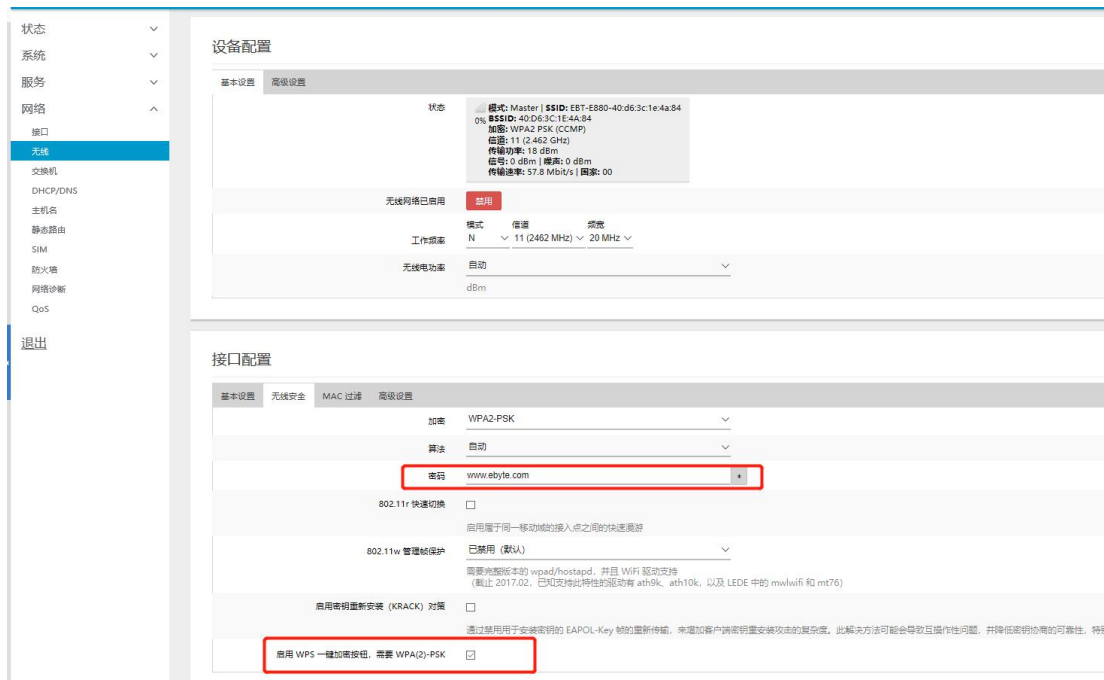 状态
系统
服务
网络
接口
无线
交换机
DHCP/DNS
主机名
静态路由
SIM
防火墙
网络诊断
QoS
退出
设备配置
基本设置 高级设置
状态
0%
模式: Master | SSID: EBT-E880-40:d6:3c:1e:4a:84
BSSID: 40:D6:3C:1E:4A:84
加密: WPA2 PSK (CCMP)
信道: 11 (2.462 GHz)
传输功率: 18 dBm
信号: 0 dBm | 噪声: 0 dBm
传输速率: 57.8 Mbit/s | 国家: 00
无线网络已启用 禁用
模式 信道 频宽
工作频率 N 11 (2462 MHz) 20 MHz
无线电功率 自动
dBm
接口配置
基本设置 无线安全 MAC 过滤 高级设置
加密 WPA2-PSK
算法 自动
密码 www.ebyte.com *
802.11r 快速切换
启用属于同一移动域的接入点之间的快速漫游
802.11w 管理帧保护 已禁用（默认）
需要完整版本的 wpad/hostapd，并且 WiFi 驱动支持
（截止 2017.02，已知支持此特性的驱动有 ath9k、ath10k，以及 LEDE 中的 mwlwifi 和 mt76）
启用密钥重新安装（KRACK）对策
通过禁用用于安装密钥的 EAPOL-Key 帧的重新传输，来增加客户端密钥重安装攻击的复杂度。此解决方法可能会导致互操作性问题，并降低密钥协商的可靠性，特别
启用 WPS 一键加密按钮，需要 WPA(2)-PSK